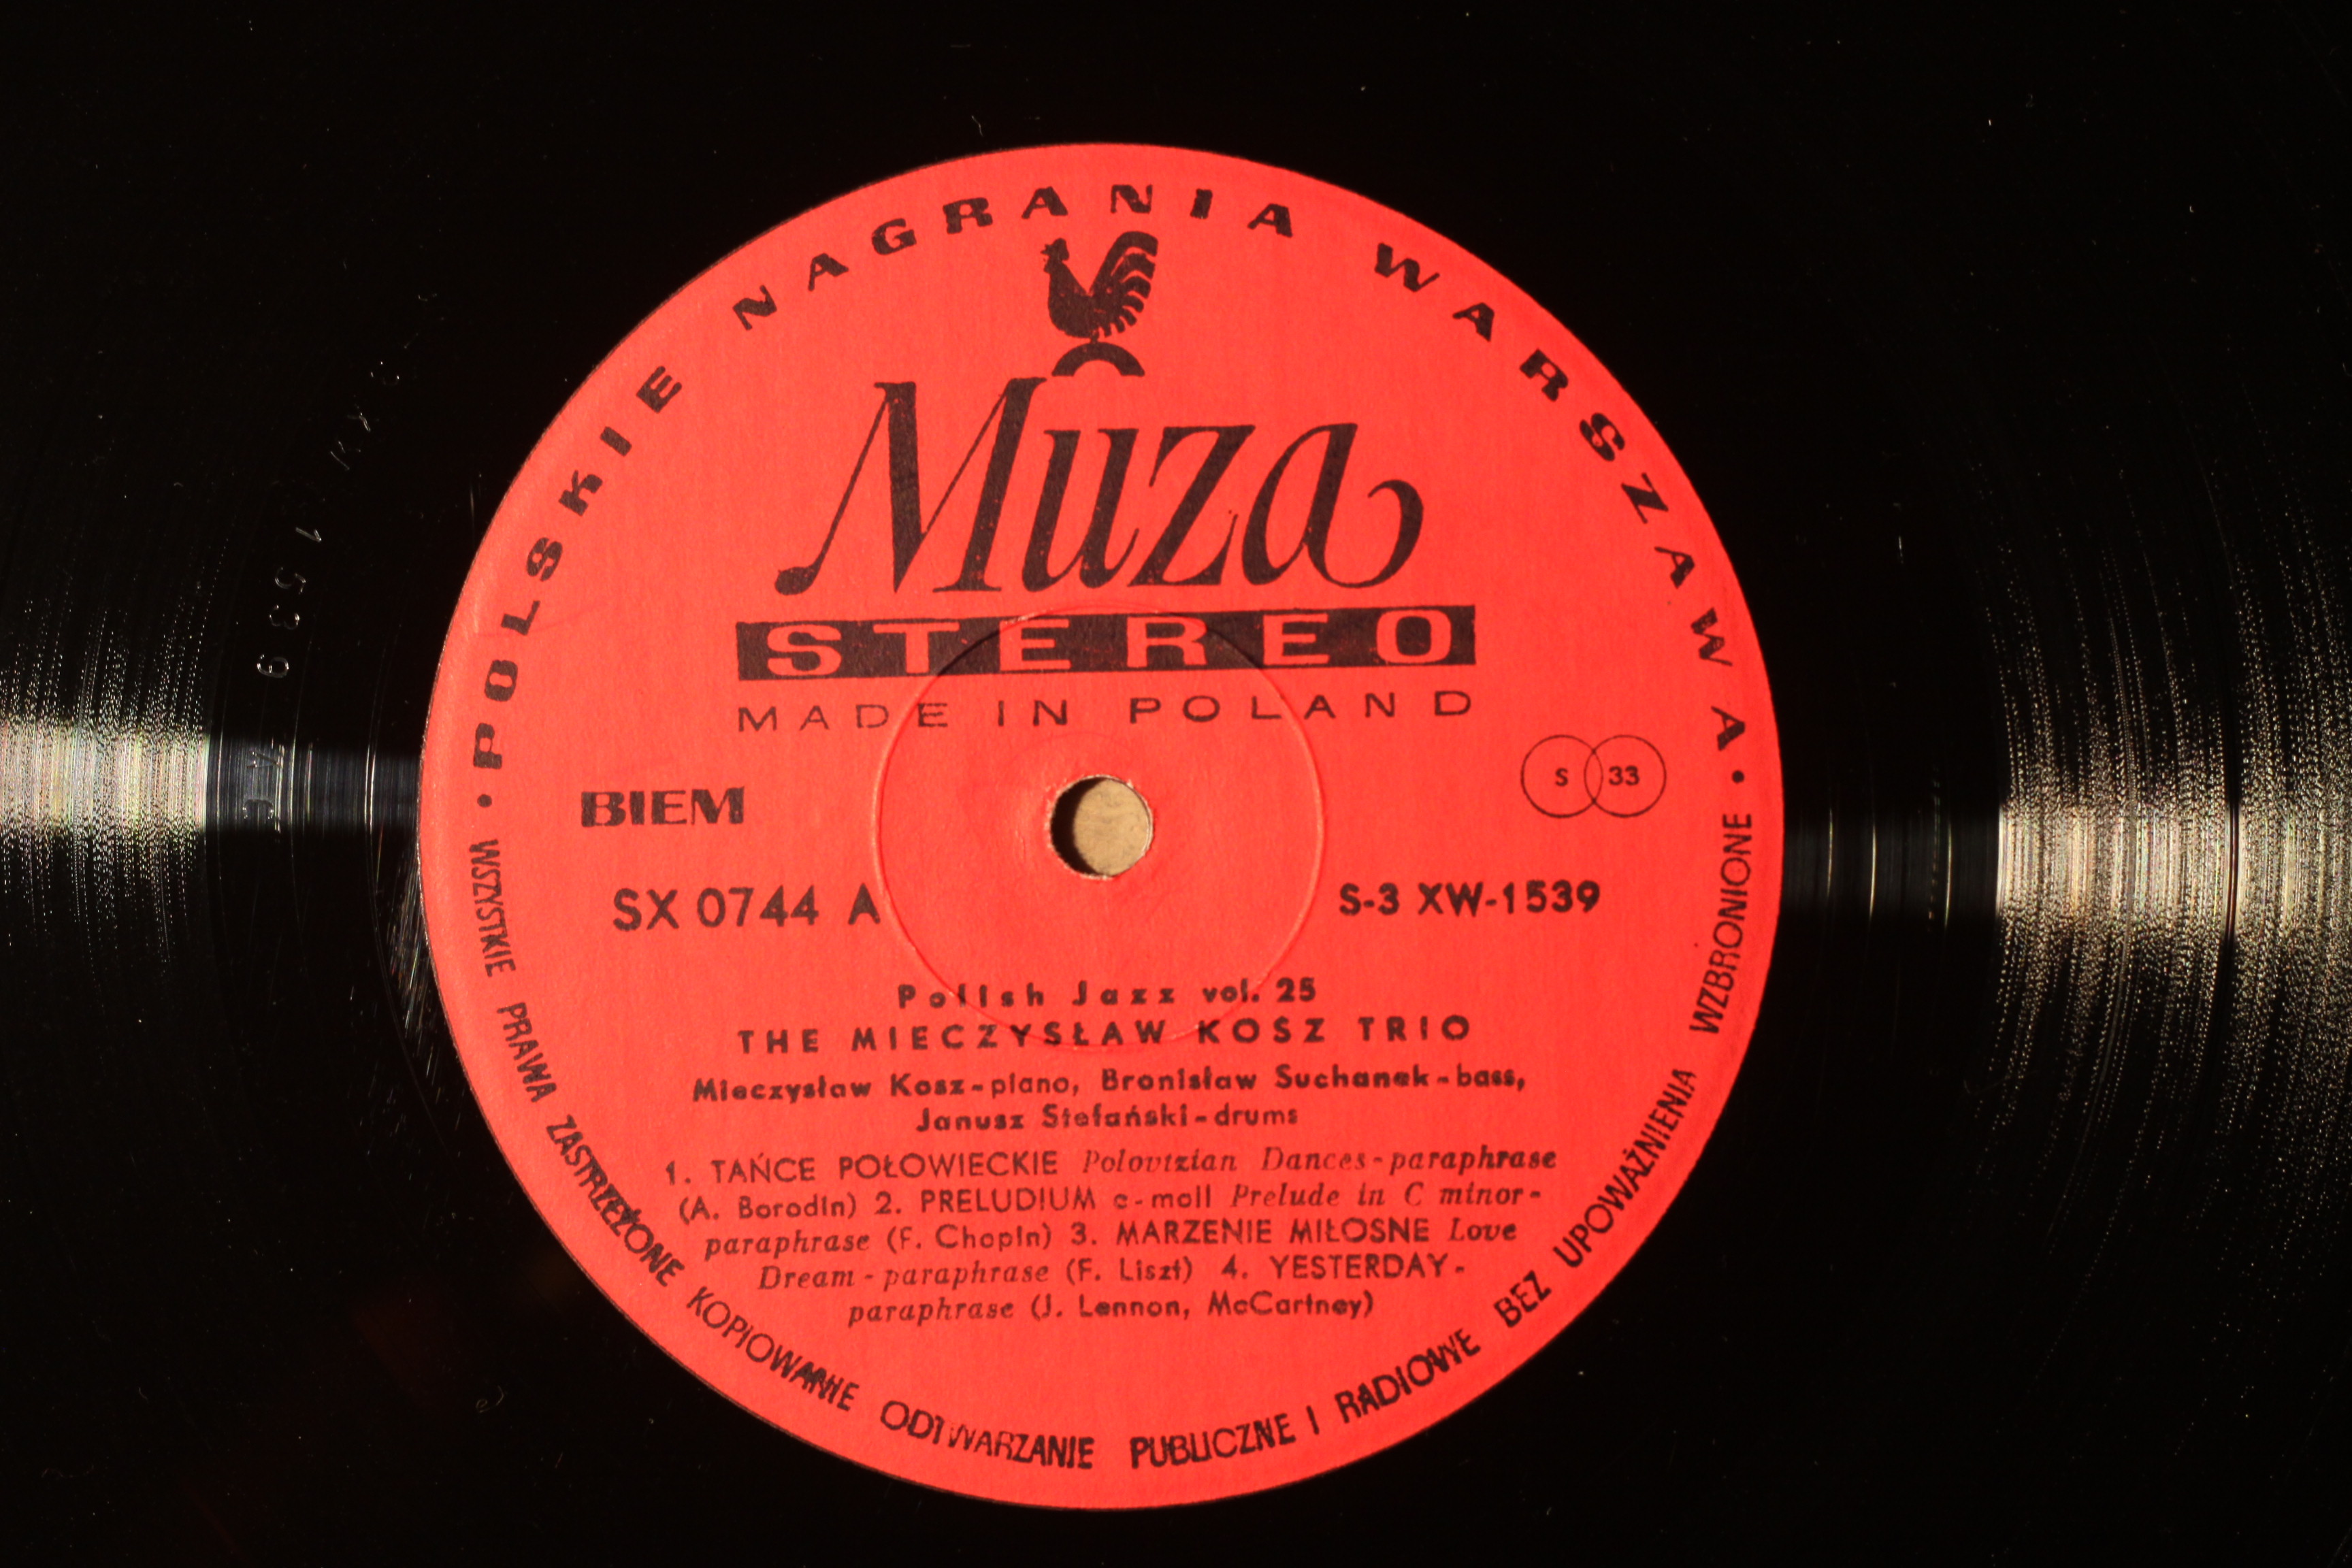 • POLSKIE NAGRANIA WARSZAWA •
Muza
STEREO
MADE IN POLAND
BIEM
S 33
SX 0744 A
S-3 XW-1539
Polish Jazz vol. 25
THE MIECZYSŁAW KOSZ TRIO
Mieczysław Kosz-piano, Bronisław Suchanek-bass,
Janusz Stefański-drums
1. TAŃCE POŁOWIECKIE Polovtzian Dances-paraphrase
(A. Borodin) 2. PRELUDIUM c-moll Prelude in C minor-
paraphrase (F. Chopin) 3. MARZENIE MIŁOSNE Love
Dream-paraphrase (F. Liszt) 4. YESTERDAY-
paraphrase (J. Lennon, McCartney)
WSZYSTKIE PRAWA ZASTRZEŻONE KOPIOWANIE ODTWARZANIE PUBLICZNE I RADIOWE BEZ UPOWAŻNIENIA WZBRONIONE
1539